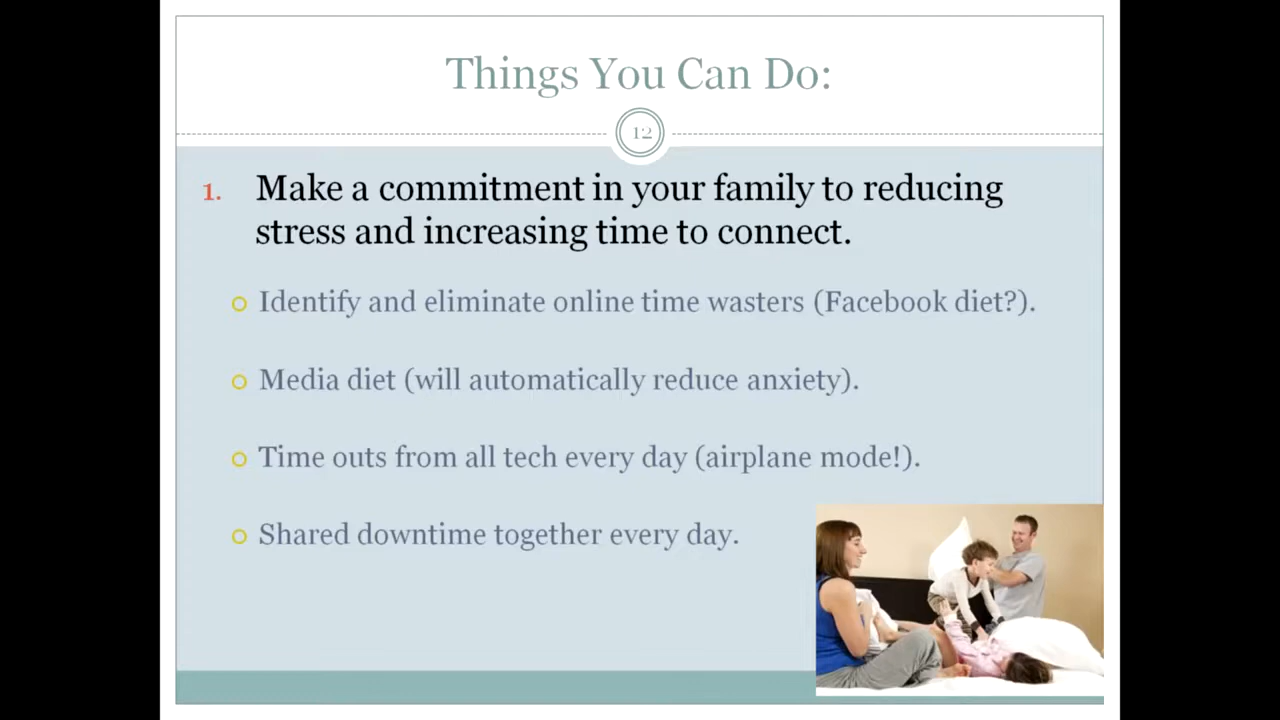 Things You Can Do:
12
1. Make a commitment in your family to reducing
stress and increasing time to connect.
Identify and eliminate online time wasters (Facebook diet?).
Media diet (will automatically reduce anxiety).
Time outs from all tech every day (airplane mode!).
Shared downtime together every day.